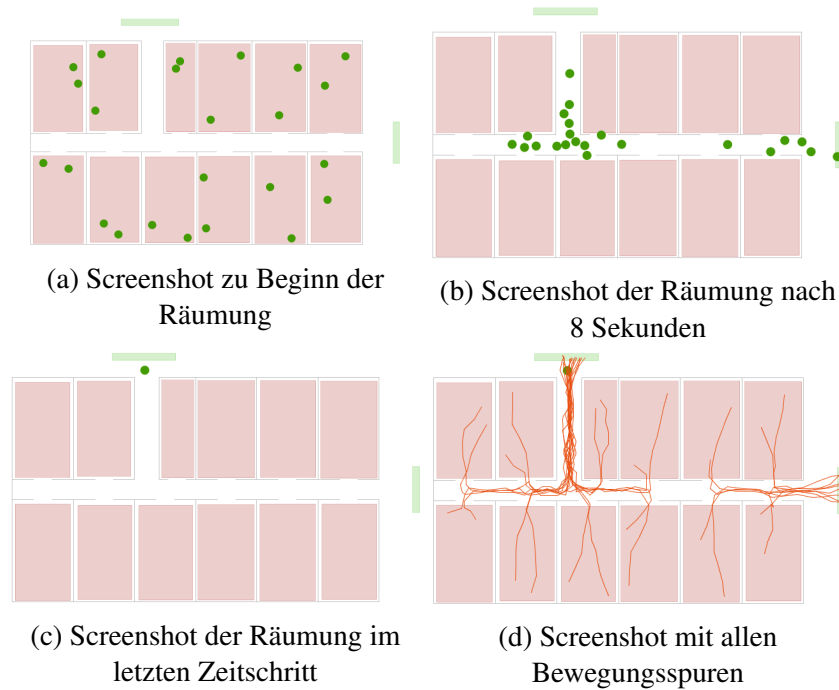 (a) Screenshot zu Beginn der
Räumung
(b) Screenshot der Räumung nach
8 Sekunden
(c) Screenshot der Räumung im
letzten Zeitschritt
(d) Screenshot mit allen
Bewegungsspuren